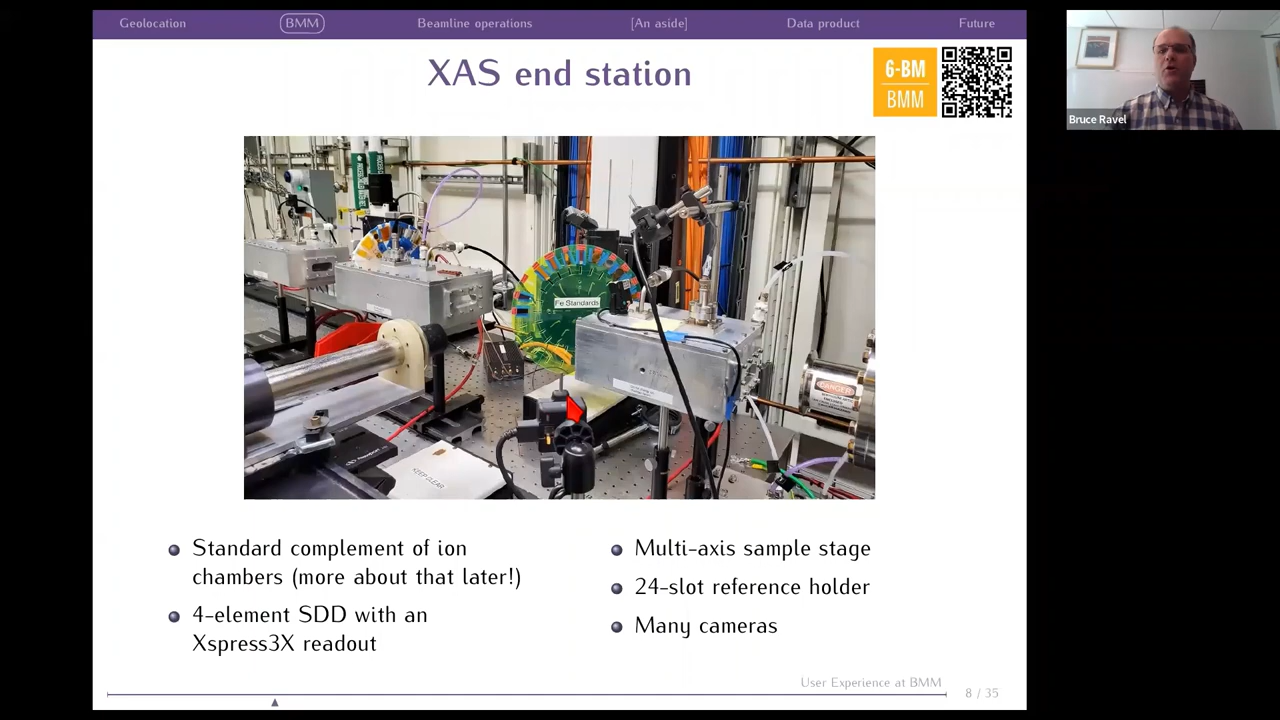 Geolocation BMM Beamline operations [An aside] Data product Future
XAS end station
6-BM
BMM
Bruce Ravel
Fe Standards
DANGER
KEEP CLEAR
Standard complement of ion
chambers (more about that later!)
4-element SDD with an
Xspress3X readout
Multi-axis sample stage
24-slot reference holder
Many cameras
User Experience at BMM
8 / 35